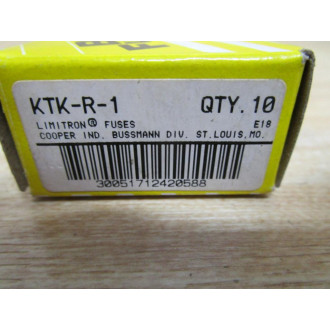 KTK-R-1 QTY.10
LIMITRON® FUSES E18
COOPER IND. BUSSMANN DIV. ST.LOUIS,MO.
30051712420588